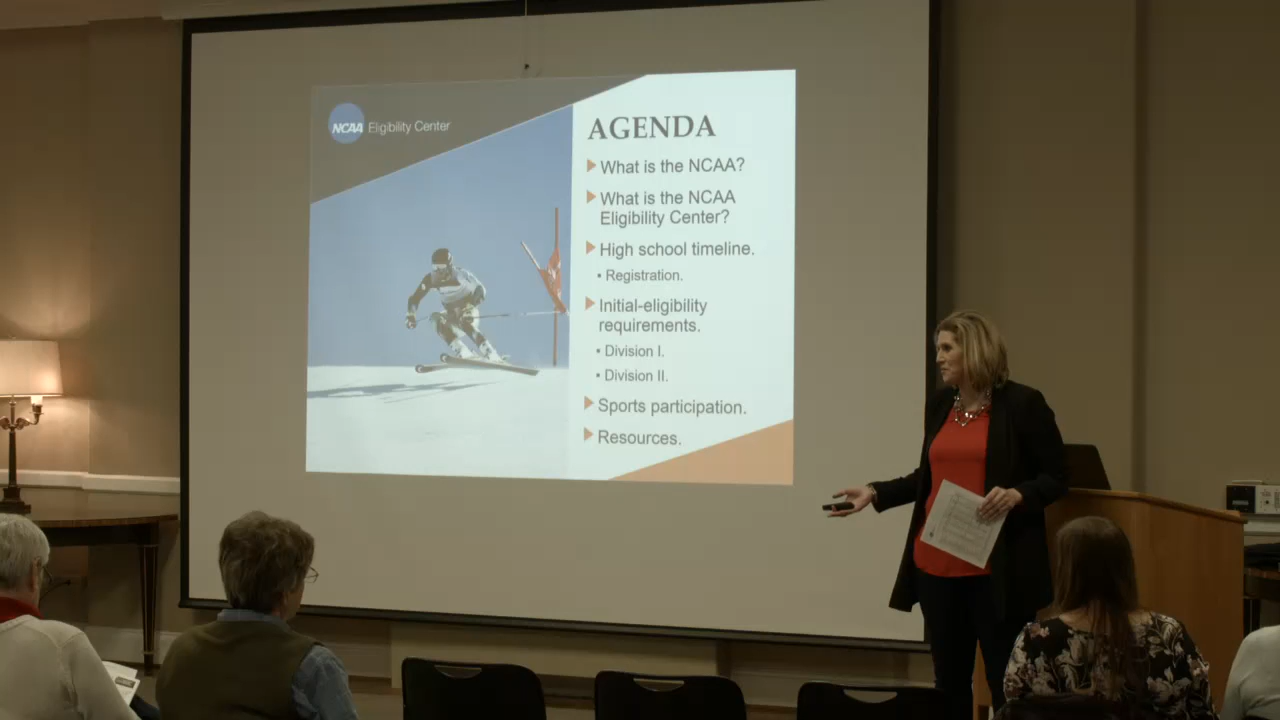 NCAA Eligibility Center
AGENDA
What is the NCAA?
What is the NCAA
Eligibility Center?
High school timeline.
• Registration.
Initial-eligibility
requirements.
• Division I.
• Division II.
Sports participation.
Resources.